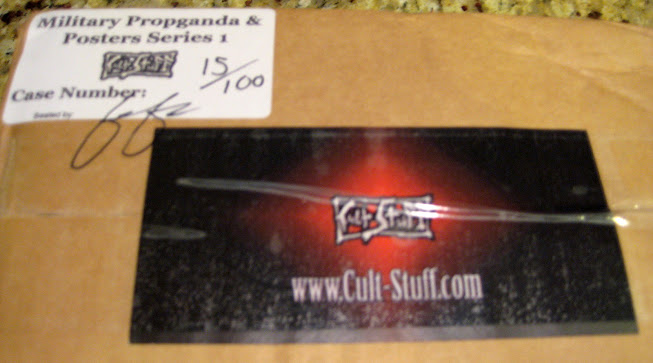 Military Propganda &
Posters Series 1
Cult-Stuff
15/100
Case Number:
Sealed by
Cult-Stuff
www.Cult-Stuff.com